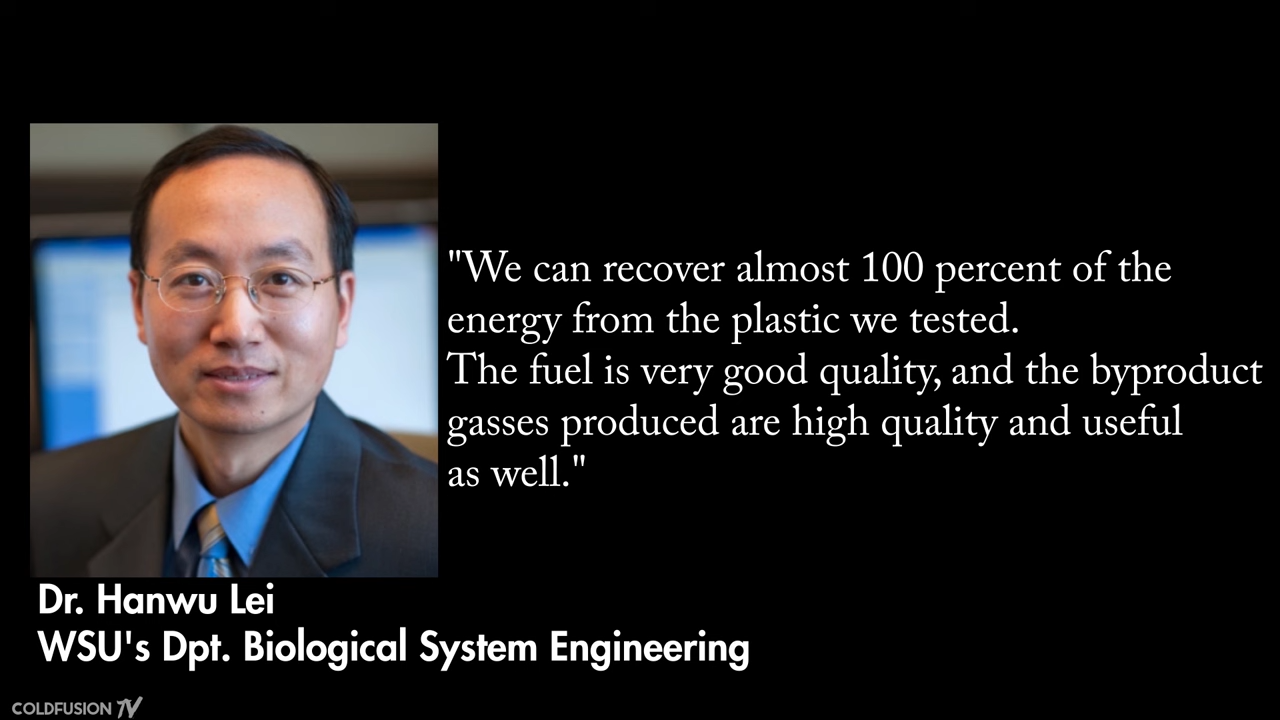 "We can recover almost 100 percent of the
energy from the plastic we tested.
The fuel is very good quality, and the byproduct
gasses produced are high quality and useful
as well."
Dr. Hanwu Lei
WSU's Dpt. Biological System Engineering
COLDFUSION TV